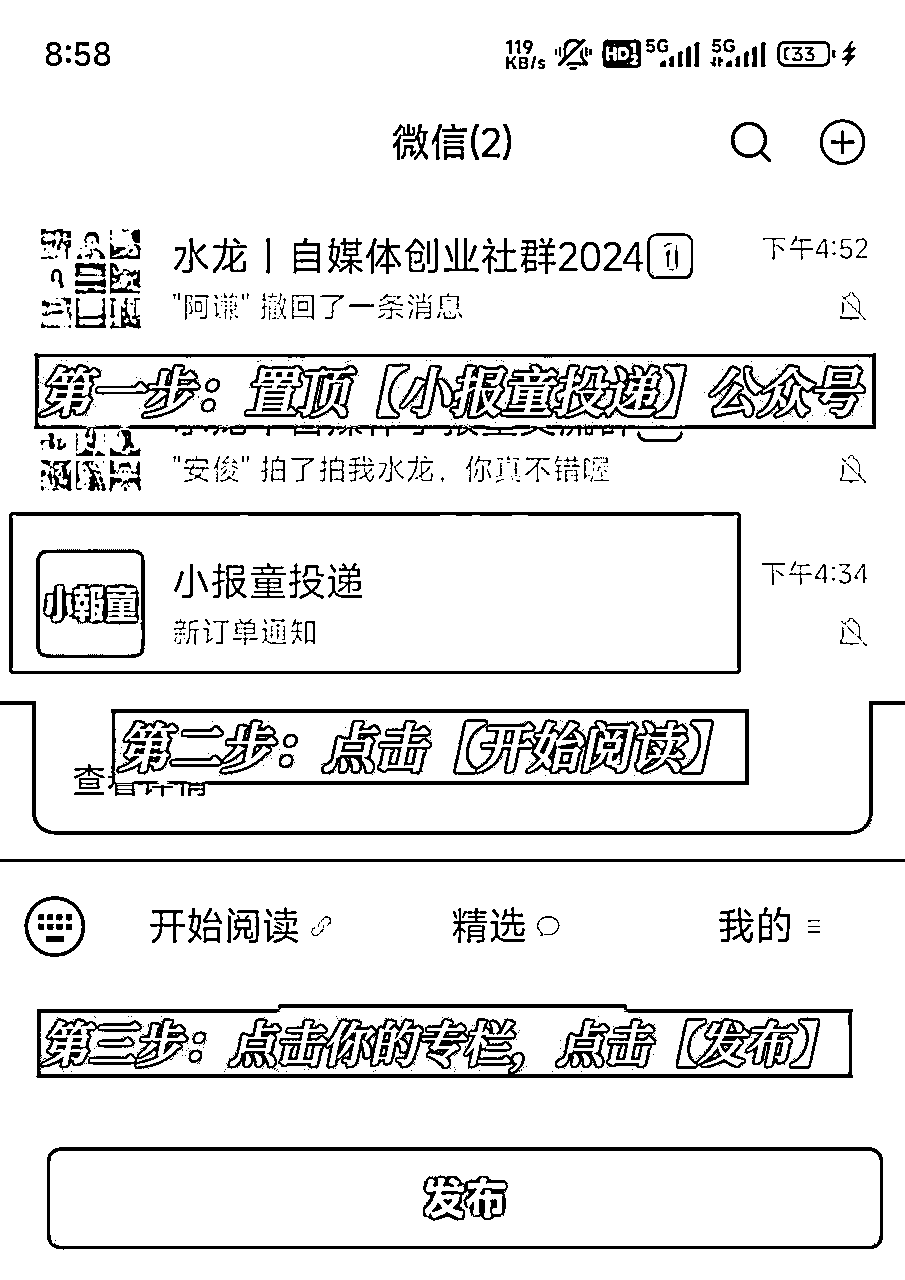 8:58
119 KB/s HD 1 2 5G 5G 33
微信(2)
水龙丨自媒体创业社群2024
下午4:52
"阿谦" 撤回了一条消息
第一步：置顶【小报童投递】公众号
"安俊" 拍了拍我水龙，你真不错喔
小报童
小报童投递
下午4:34
新订单通知
第二步：点击【开始阅读】
查看详情
开始阅读
精选
我的
第三步：点击你的专栏，点击【发布】
发布